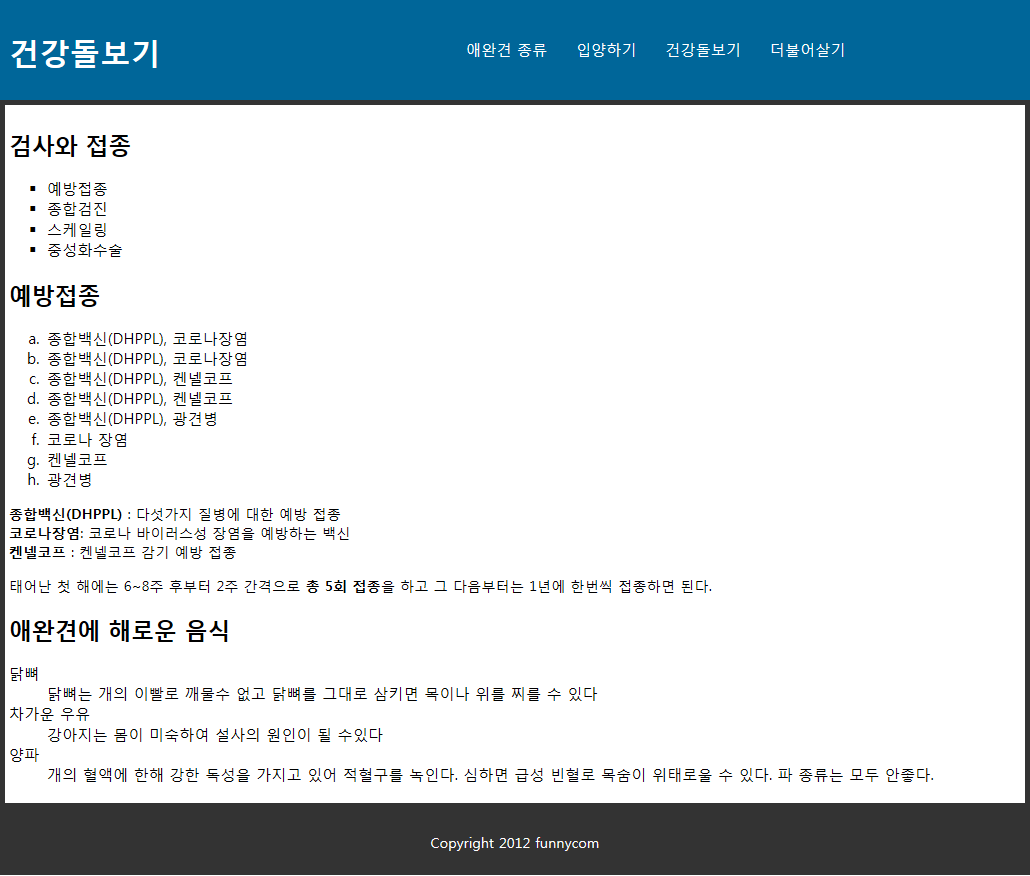 건강돌보기
애완견 종류 입양하기 건강돌보기 더불어살기
검사와 접종
▪ 예방접종
▪ 종합검진
▪ 스케일링
▪ 중성화수술
예방접종
a. 종합백신(DHPPL), 코로나장염
b. 종합백신(DHPPL), 코로나장염
c. 종합백신(DHPPL), 켄넬코프
d. 종합백신(DHPPL), 켄넬코프
e. 종합백신(DHPPL), 광견병
f. 코로나 장염
g. 켄넬코프
h. 광견병
종합백신(DHPPL) : 다섯가지 질병에 대한 예방 접종
코로나장염: 코로나 바이러스성 장염을 예방하는 백신
켄넬코프 : 켄넬코프 감기 예방 접종
태어난 첫 해에는 6~8주 후부터 2주 간격으로 총 5회 접종을 하고 그 다음부터는 1년에 한번씩 접종하면 된다.
애완견에 해로운 음식
닭뼈
닭뼈는 개의 이빨로 깨물수 없고 닭뼈를 그대로 삼키면 목이나 위를 찌를 수 있다
차가운 우유
강아지는 몸이 미숙하여 설사의 원인이 될 수있다
양파
개의 혈액에 한해 강한 독성을 가지고 있어 적혈구를 녹인다. 심하면 급성 빈혈로 목숨이 위태로울 수 있다. 파 종류는 모두 안좋다.
Copyright 2012 funnycom